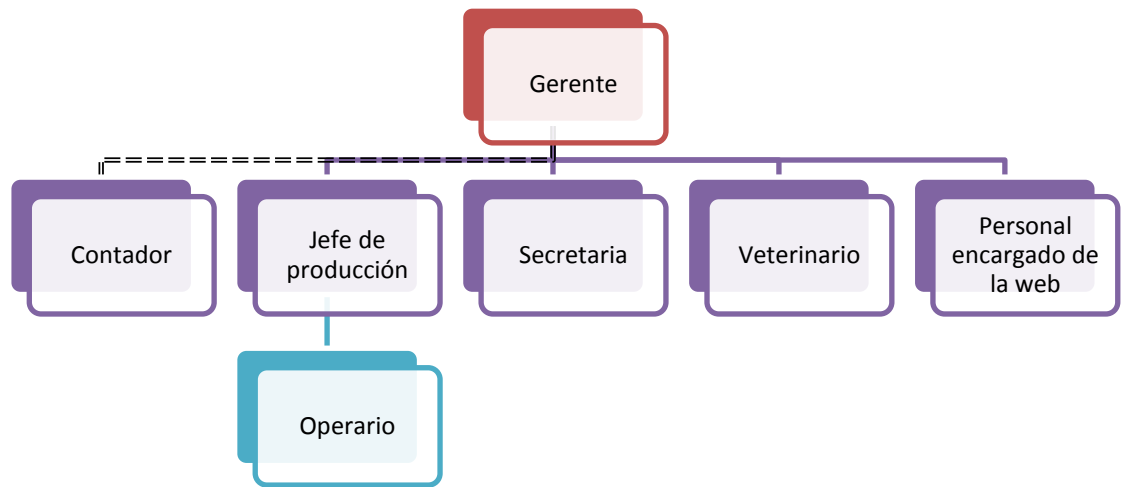 Gerente
Contador
Jefe de
producción
Secretaria
Veterinario
Personal
encargado de
la web
Operario